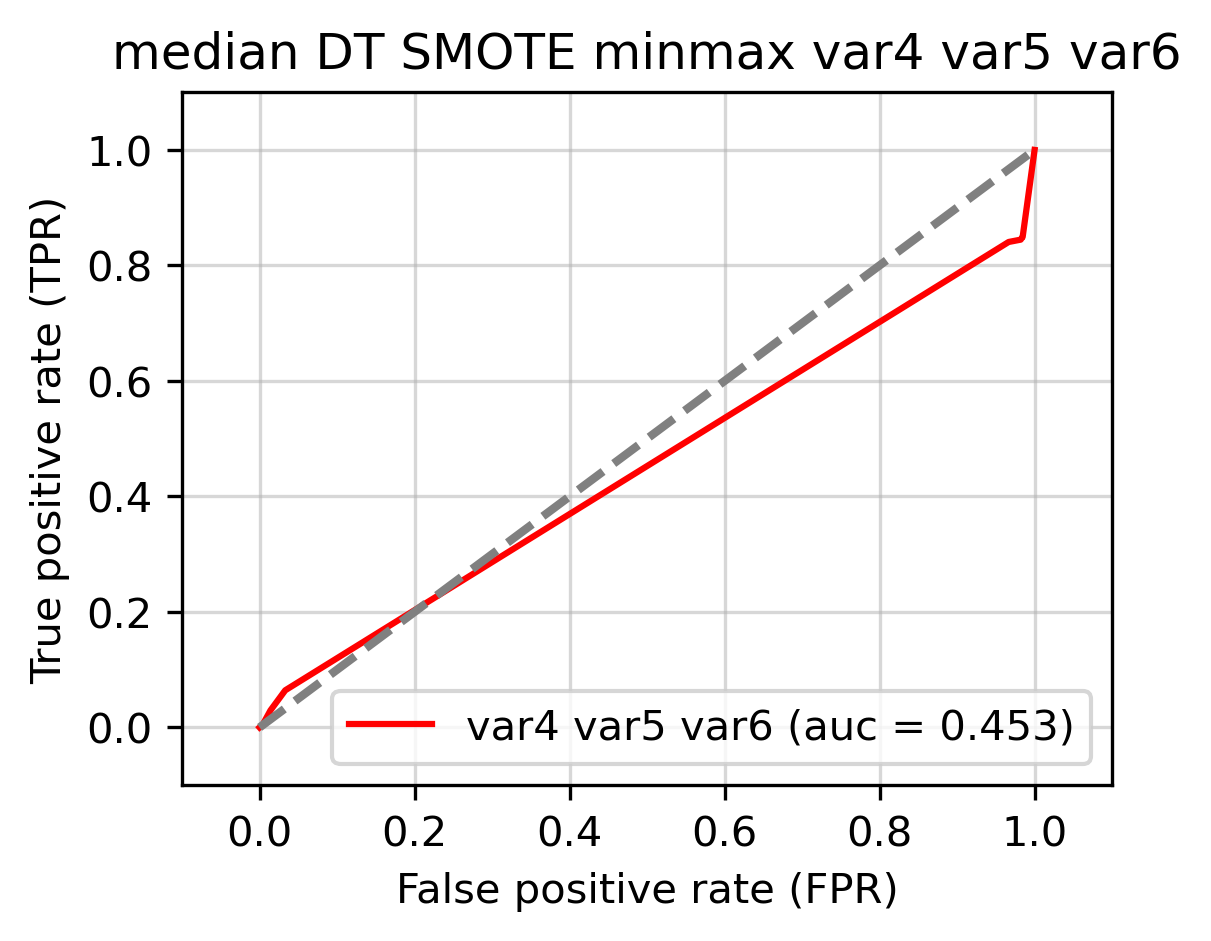 median DT SMOTE minmax var4 var5 var6
True positive rate (TPR)
1.0
0.8
0.6
0.4
0.2
0.0
var4 var5 var6 (auc = 0.453)
0.0 0.2 0.4 0.6 0.8 1.0
False positive rate (FPR)